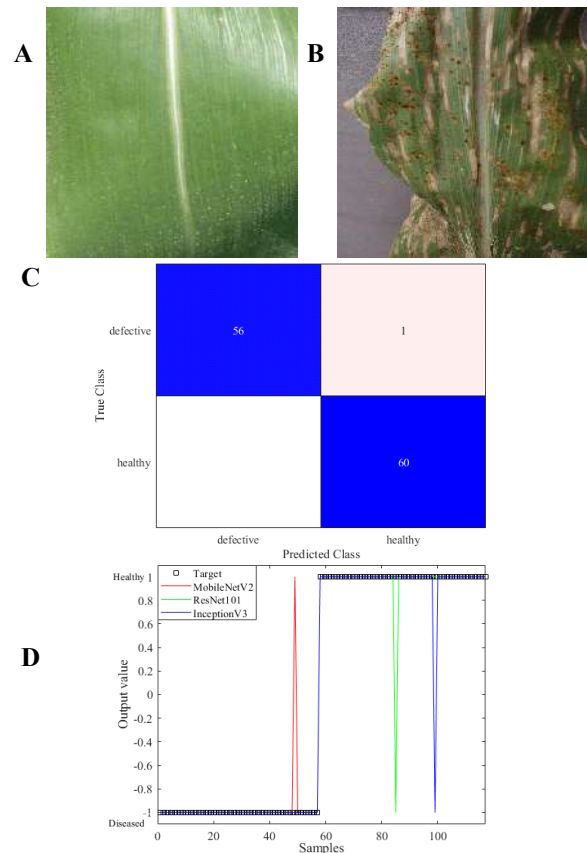 A
B
C
True Class
defective
56
1
healthy
60
defective
healthy
Predicted Class
D
Output value
Healthy 1
0.8
0.6
0.4
0.2
0
-0.2
-0.4
-0.6
-0.8
-1
Diseased
Target
MobileNetV2
ResNet101
InceptionV3
0
20
40
60
80
100
Samples